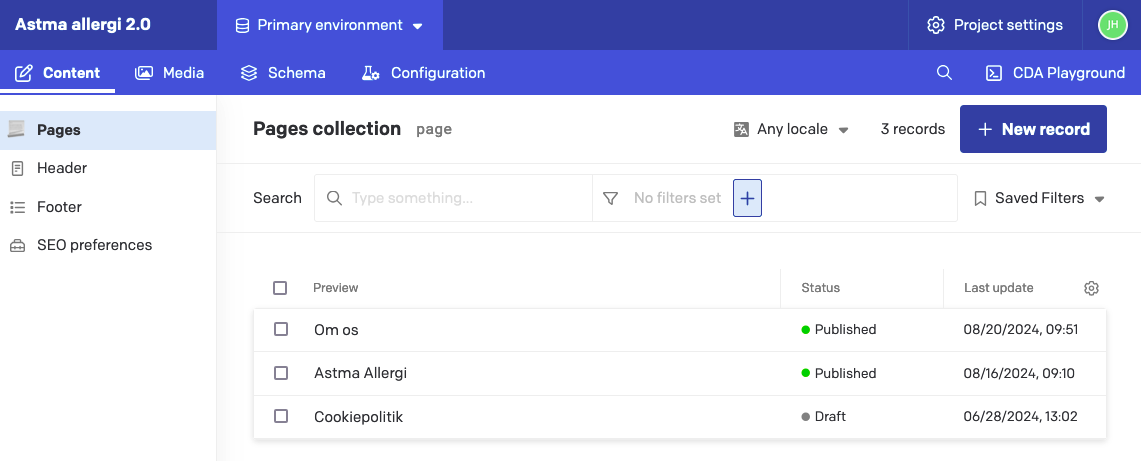 Astma allergi 2.0 Primary environment Project settings JH
Content Media Schema Configuration CDA Playground
Pages
Header
Footer
SEO preferences
Pages collection page Any locale 3 records + New record
Search Type something... No filters set + Saved Filters
Preview Status Last update
Om os Published 08/20/2024, 09:51
Astma Allergi Published 08/16/2024, 09:10
Cookiepolitik Draft 06/28/2024, 13:02